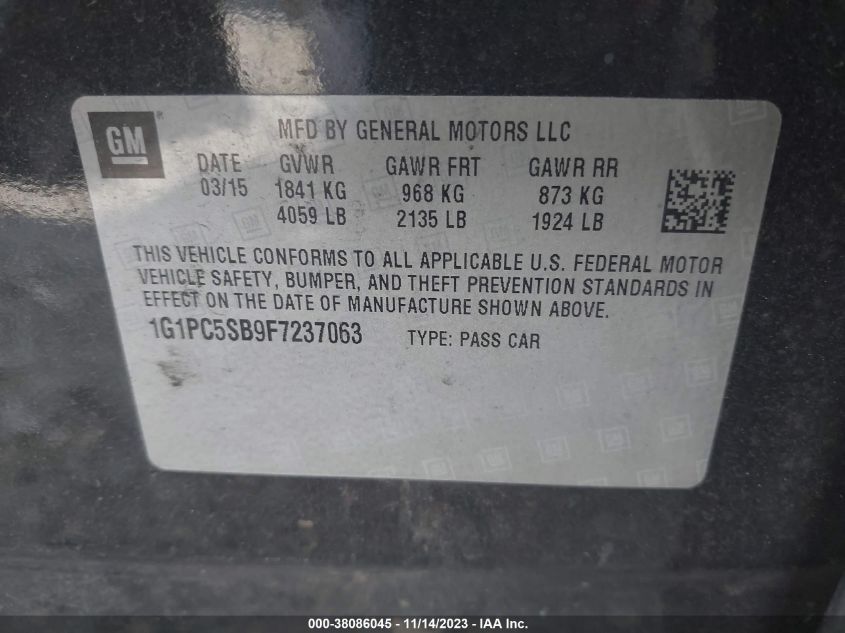 GM
MFD BY GENERAL MOTORS LLC
DATE GVWR GAWR FRT GAWR RR
03/15 1841 KG 968 KG 873 KG
4059 LB 2135 LB 1924 LB
THIS VEHICLE CONFORMS TO ALL APPLICABLE U.S. FEDERAL MOTOR
VEHICLE SAFETY, BUMPER, AND THEFT PREVENTION STANDARDS IN
EFFECT ON THE DATE OF MANUFACTURE SHOWN ABOVE.
1G1PC5SB9F7237063 TYPE: PASS CAR
000-38086045 - 11/14/2023 - IAA Inc.